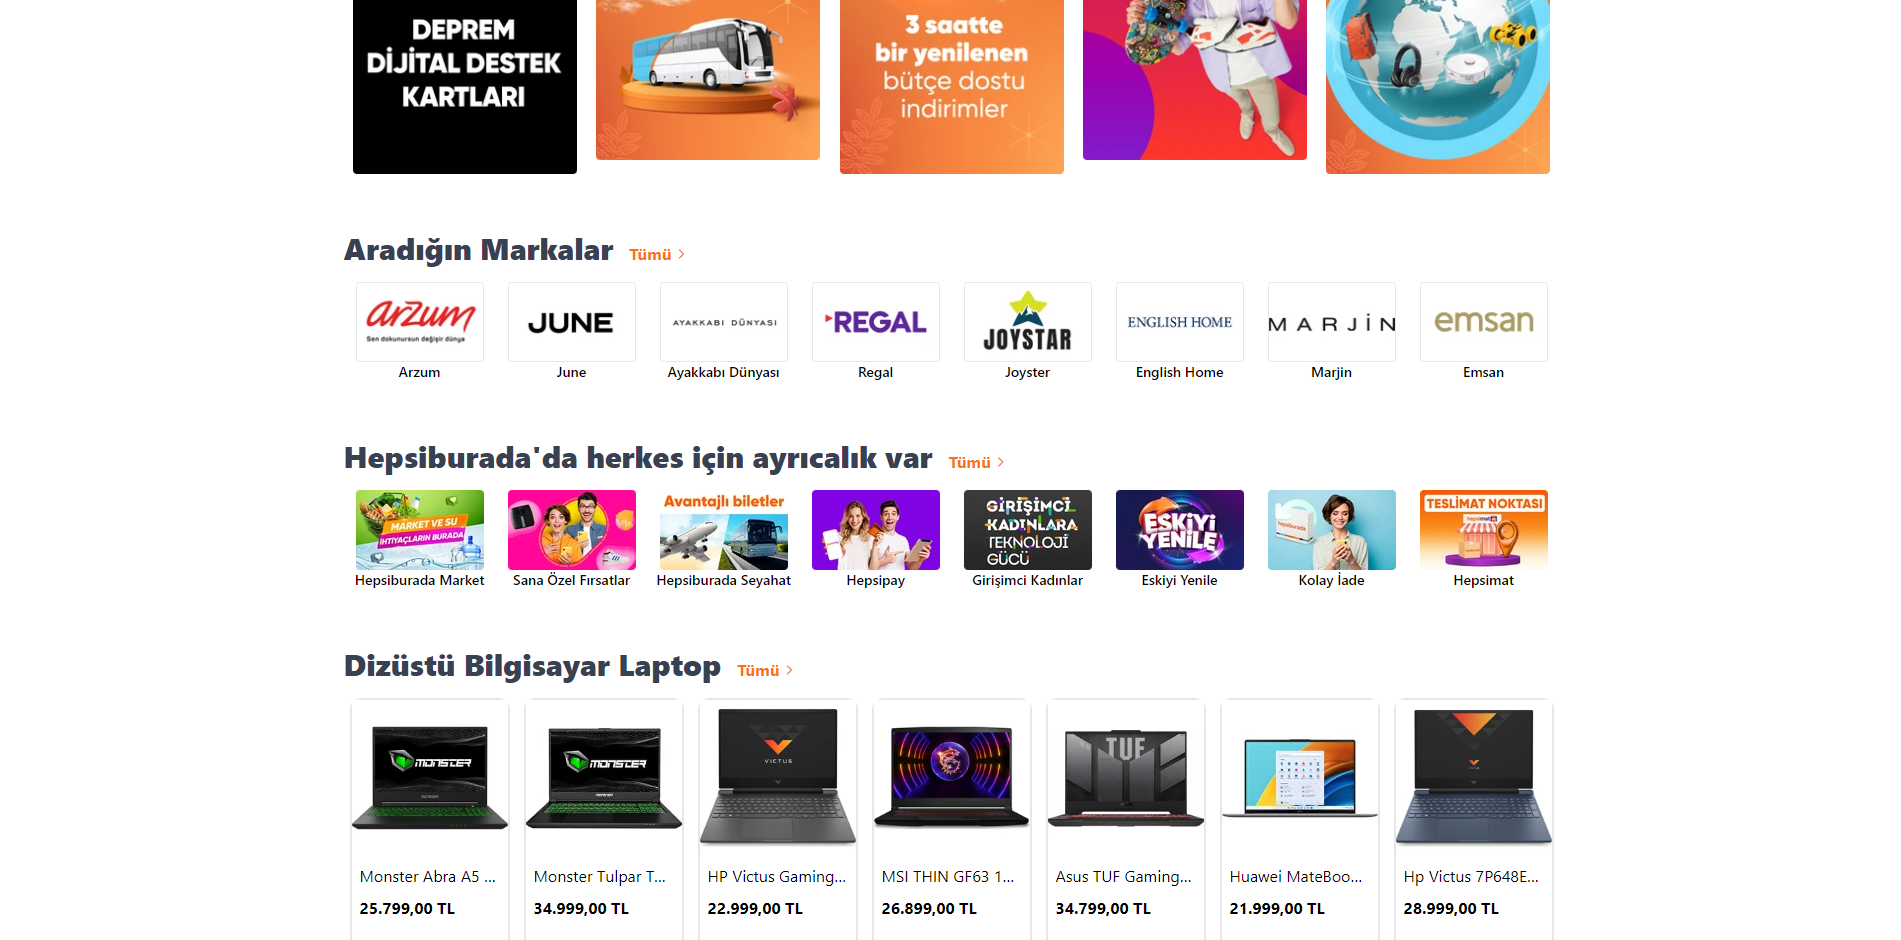 DEPREM
DİJİTAL DESTEK
KARTLARI
3 saatte
bir yenilenen
bütçe dostu
indirimler
Aradığın Markalar Tümü
arzum
Sen dokunursun değişir dünya
JUNE
AYAKKABI DÜNYASI
REGAL
JOYSTAR
ENGLISH HOME
MARJİN
emsan
Arzum
June
Ayakkabı Dünyası
Regal
Joyster
English Home
Marjin
Emsan
Hepsiburada'da herkes için ayrıcalık var Tümü
MARKET VE SU
İHTİYAÇLARIN BURADA
Avantajlı biletler
GİRİŞİMCİ
KADINLARA
TEKNOLOJİ
GÜCÜ
ESKİYİ
YENİLE
hepsiburada
TESLİMAT NOKTASI
hepsimat
Hepsiburada Market
Sana Özel Fırsatlar
Hepsiburada Seyahat
Hepsipay
Girişimci Kadınlar
Eskiyi Yenile
Kolay İade
Hepsimat
Dizüstü Bilgisayar Laptop Tümü
MONSTER
MONSTER
VICTUS
TUF
Monster Abra A5 ...
Monster Tulpar T...
HP Victus Gaming...
MSI THIN GF63 1...
Asus TUF Gaming...
Huawei MateBoo...
Hp Victus 7P648E...
25.799,00 TL
34.999,00 TL
22.999,00 TL
26.899,00 TL
34.799,00 TL
21.999,00 TL
28.999,00 TL